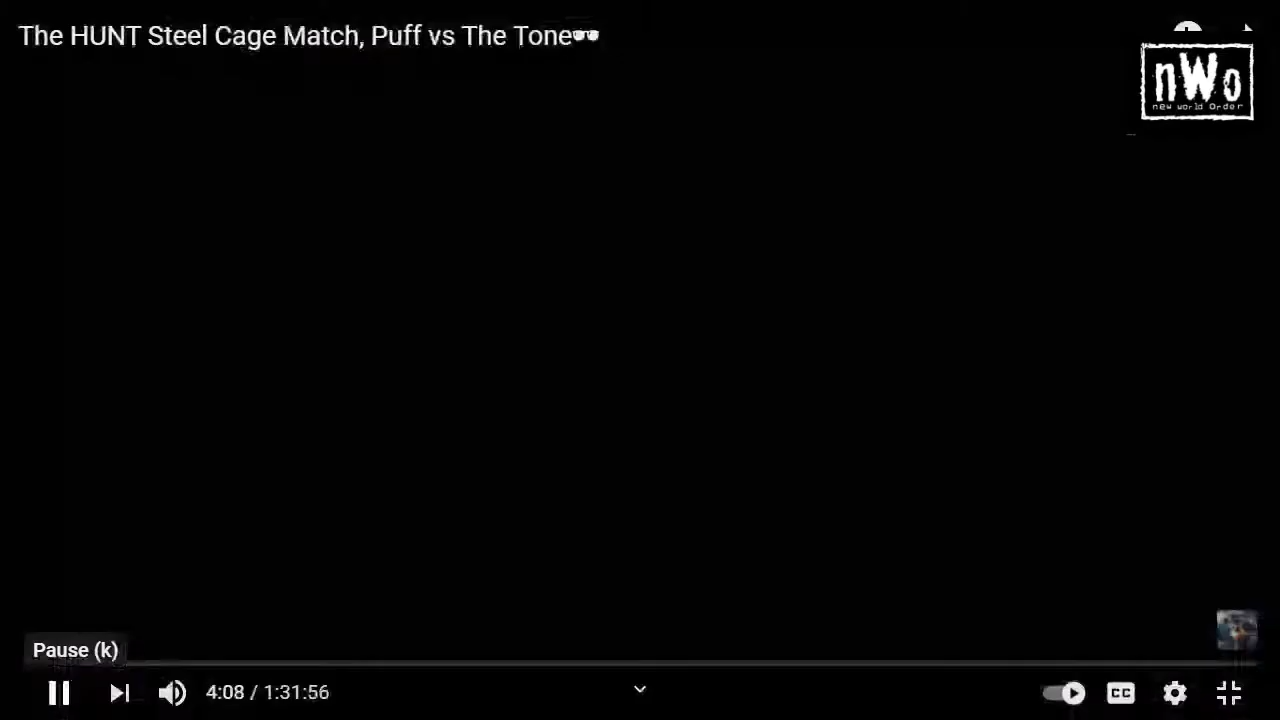 The HUNT Steel Cage Match, Puff vs The Tone🕶
nWo
new world Order
Pause (k)
4:08 / 1:31:56
CC